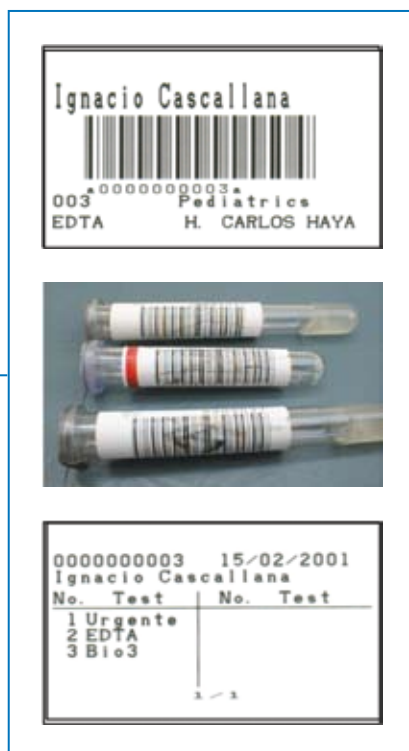 Ignacio Cascallana
0000000003
003 Pediatrics
EDTA H. CARLOS HAYA
0000000003 15/02/2001
Ignacio Cascallana
No. Test No. Test
1 Urgente
2 EDTA
3 Bio3
1 / 1